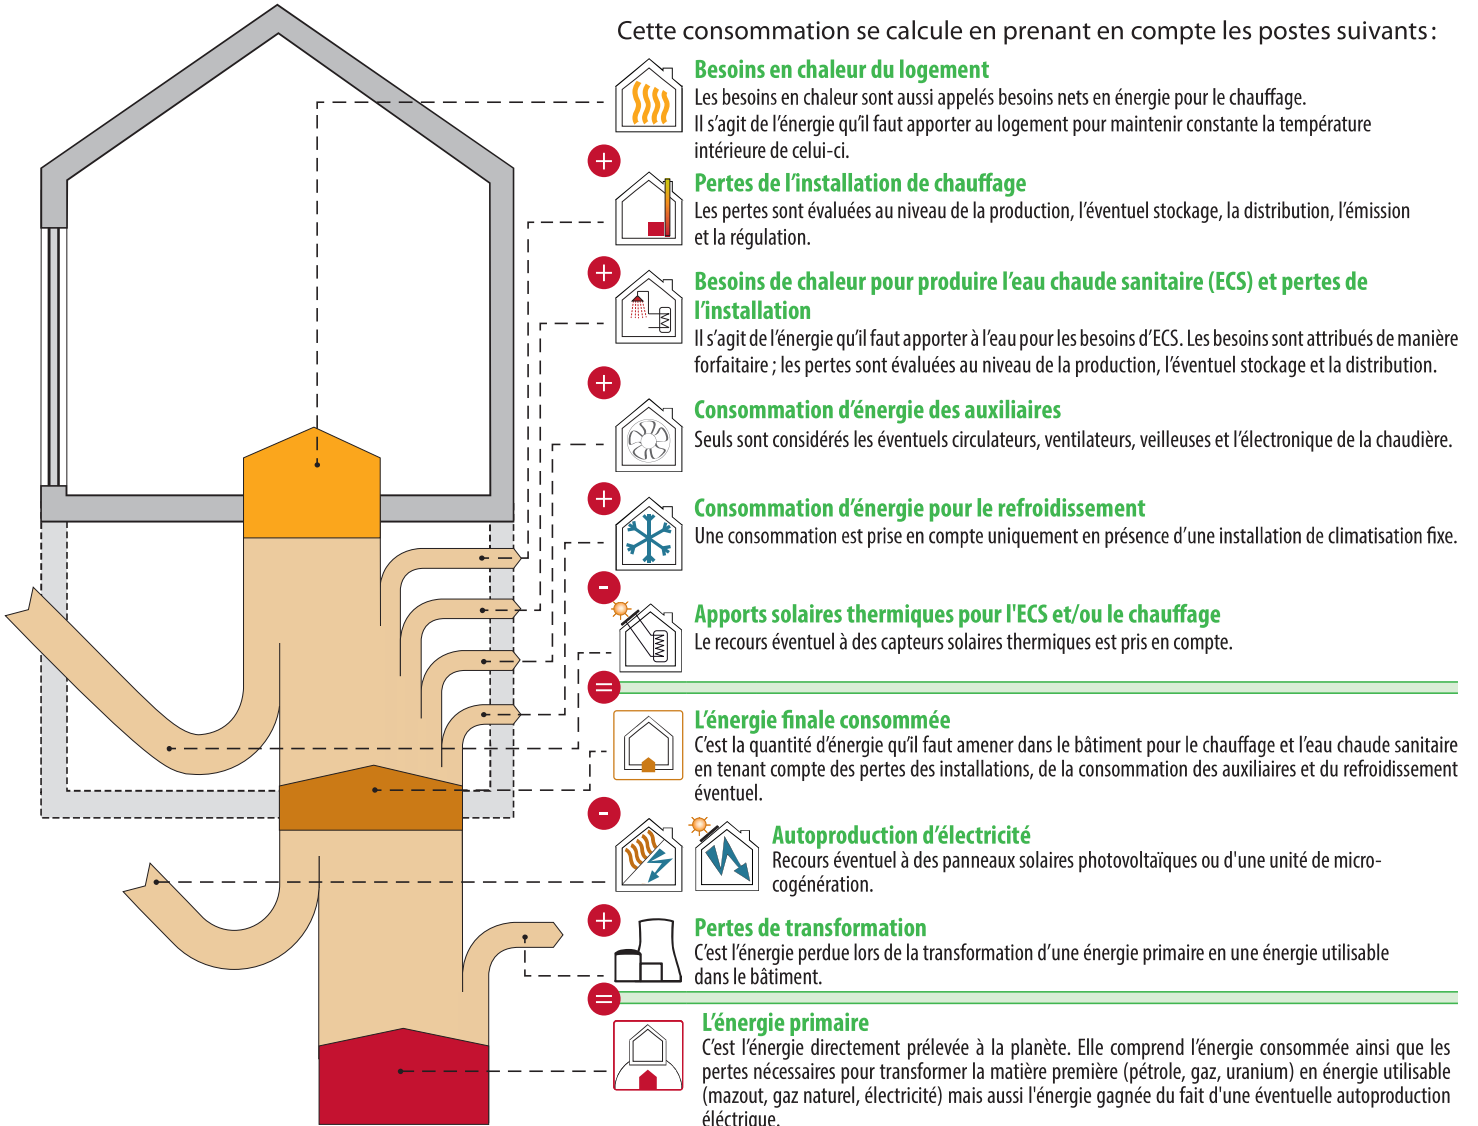 Cette consommation se calcule en prenant en compte les postes suivants :
Besoins en chaleur du logement
Les besoins en chaleur sont aussi appelés besoins nets en énergie pour le chauffage.
Il s’agit de l’énergie qu’il faut apporter au logement pour maintenir constante la température
intérieure de celui-ci.
+
Pertes de l’installation de chauffage
Les pertes sont évaluées au niveau de la production, l’éventuel stockage, la distribution, l’émission
et la régulation.
+
Besoins de chaleur pour produire l’eau chaude sanitaire (ECS) et pertes de
l’installation
Il s’agit de l’énergie qu’il faut apporter à l’eau pour les besoins d’ECS. Les besoins sont attribués de manière
forfaitaire ; les pertes sont évaluées au niveau de la production, l’éventuel stockage et la distribution.
+
Consommation d’énergie des auxiliaires
Seuls sont considérés les éventuels circulateurs, ventilateurs, veilleuses et l’électronique de la chaudière.
+
Consommation d’énergie pour le refroidissement
Une consommation est prise en compte uniquement en présence d’une installation de climatisation fixe.
-
Apports solaires thermiques pour l'ECS et/ou le chauffage
Le recours éventuel à des capteurs solaires thermiques est pris en compte.
=
L’énergie finale consommée
C’est la quantité d’énergie qu’il faut amener dans le bâtiment pour le chauffage et l’eau chaude sanitaire
en tenant compte des pertes des installations, de la consommation des auxiliaires et du refroidissement
éventuel.
-
Autoproduction d’électricité
Recours éventuel à des panneaux solaires photovoltaïques ou d'une unité de micro-
cogénération.
+
Pertes de transformation
C’est l’énergie perdue lors de la transformation d’une énergie primaire en une énergie utilisable
dans le bâtiment.
=
L’énergie primaire
C’est l’énergie directement prélevée à la planète. Elle comprend l’énergie consommée ainsi que les
pertes nécessaires pour transformer la matière première (pétrole, gaz, uranium) en énergie utilisable
(mazout, gaz naturel, électricité) mais aussi l'énergie gagnée du fait d'une éventuelle autoproduction
éléctrique.